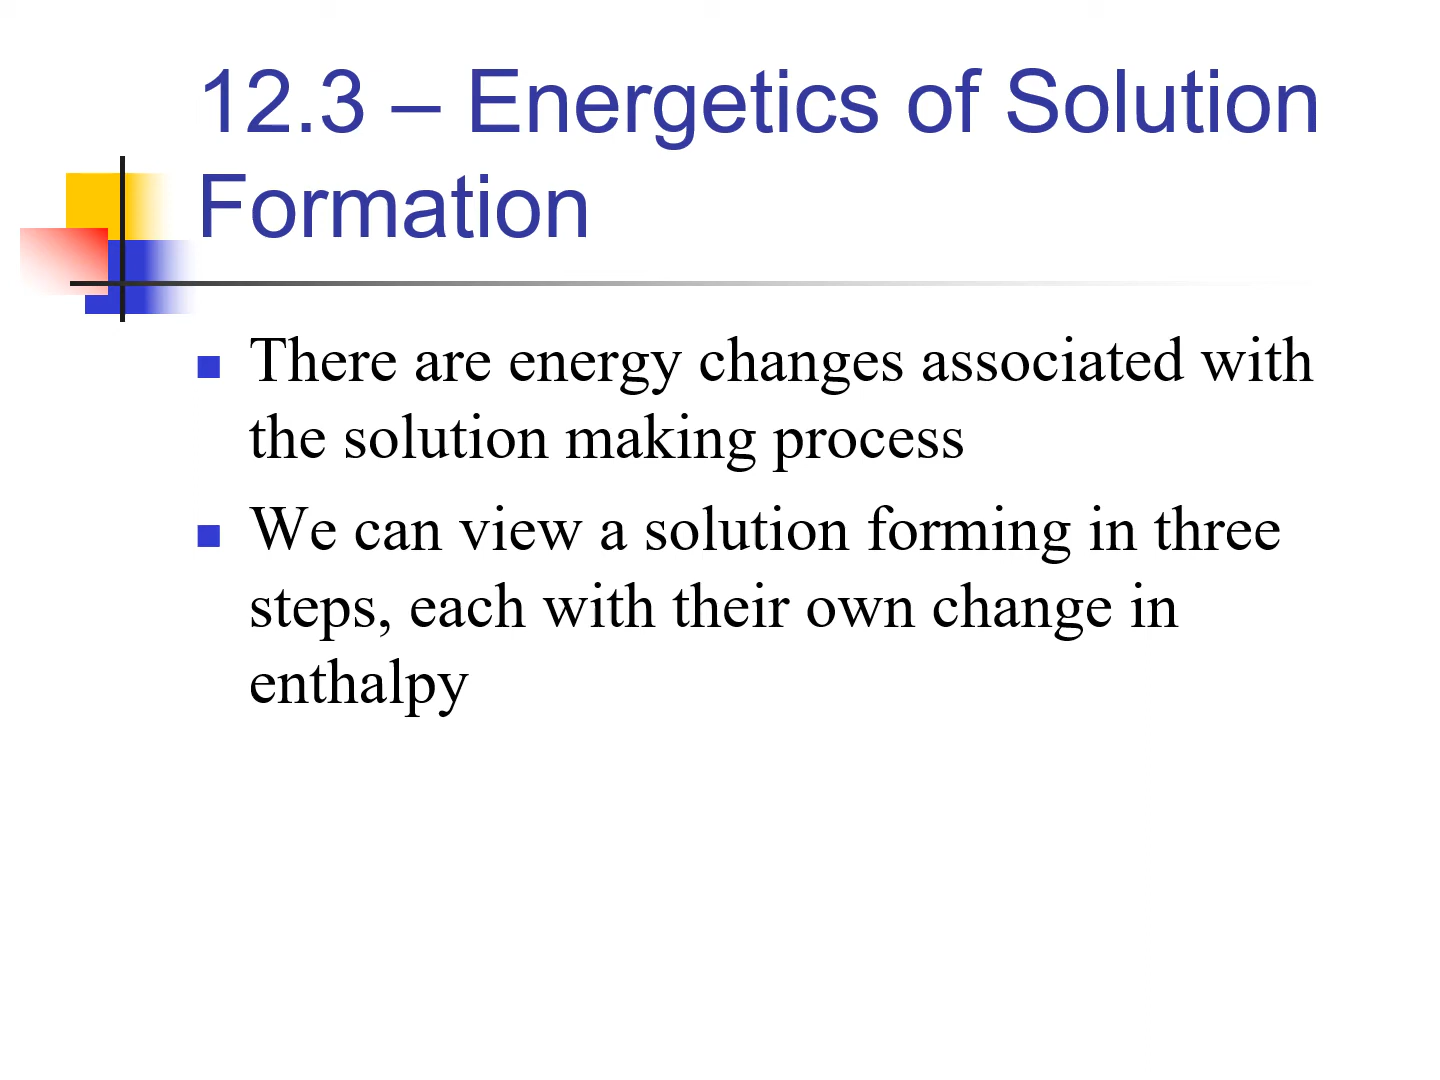 12.3 – Energetics of Solution
Formation
There are energy changes associated with
the solution making process
We can view a solution forming in three
steps, each with their own change in
enthalpy